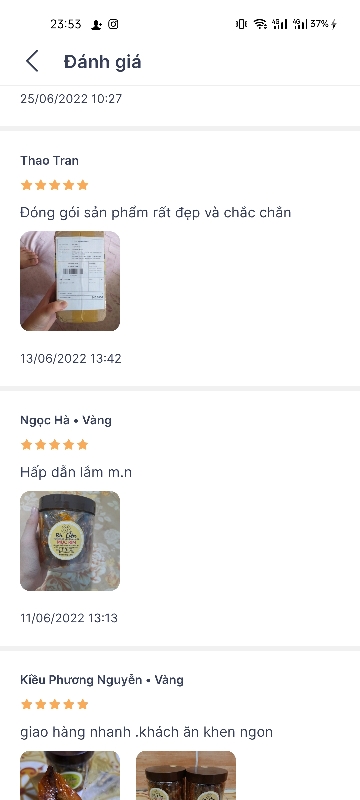 23:53
37%
Đánh giá
25/06/2022 10:27
Thao Tran
Đóng gói sản phẩm rất đẹp và chắc chắn
13/06/2022 13:42
Ngọc Hà • Vàng
Hấp dẫn lắm m.n
11/06/2022 13:13
Kiều Phương Nguyễn • Vàng
giao hàng nhanh .khách ăn khen ngon